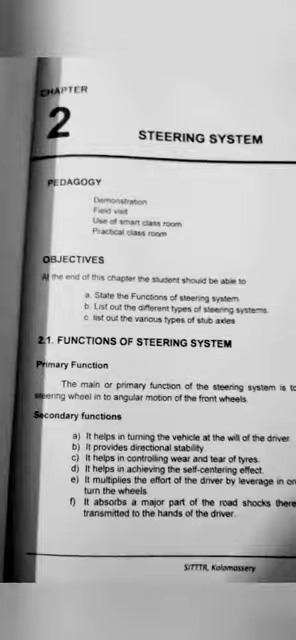 CHAPTER
2
STEERING SYSTEM
PEDAGOGY
Demonstration
Field visit
Use of smart class room
Practical class room
OBJECTIVES
At the end of this chapter the student should be able to
a. State the Functions of steering system
b. List out the different types of steering systems.
c. list out the various types of stub axles
2.1. FUNCTIONS OF STEERING SYSTEM
Primary Function
The main or primary function of the steering system is to
steering wheel in to angular motion of the front wheels.
Secondary functions
a) It helps in turning the vehicle at the will of the driver
b) It provides directional stability
c) It helps in controlling wear and tear of tyres.
d) It helps in achieving the self-centering effect.
e) It multiplies the effort of the driver by leverage in
turn the wheels
f) It absorbs a major part of the road shocks
transmitted to the hands of the driver.
SITTTR, Kalamassery